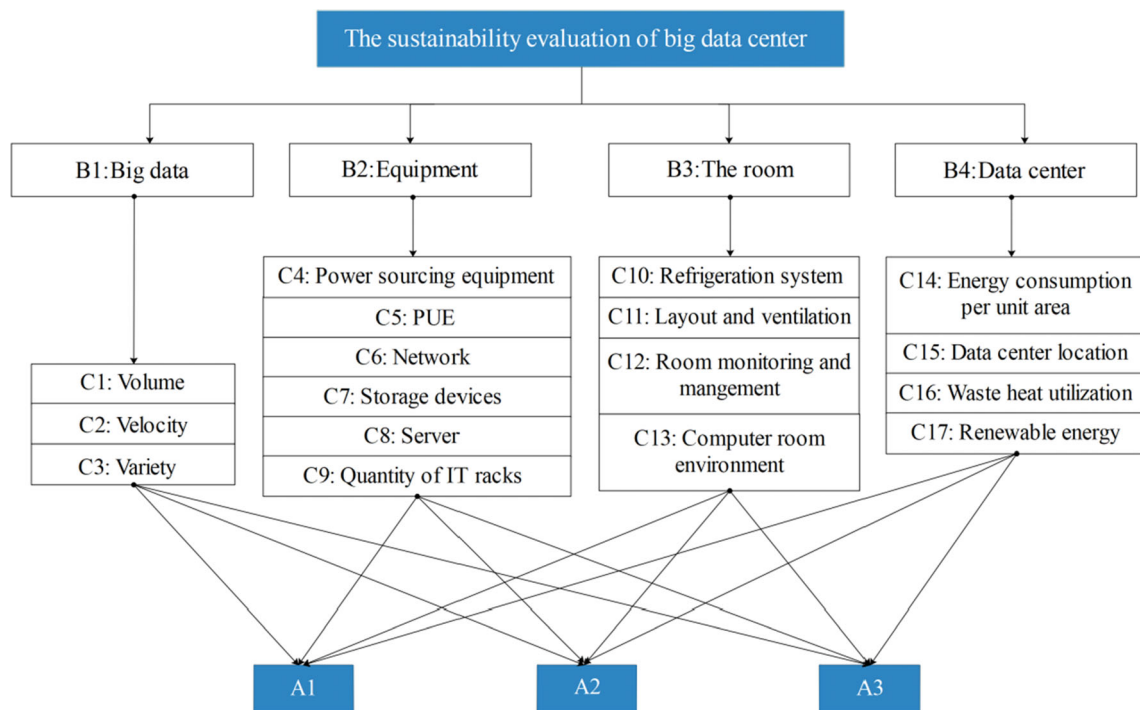 The sustainability evaluation of big data center
B1:Big data
B2:Equipment
B3:The room
B4:Data center
C1: Volume
C2: Velocity
C3: Variety
C4: Power sourcing equipment
C5: PUE
C6: Network
C7: Storage devices
C8: Server
C9: Quantity of IT racks
C10: Refrigeration system
C11: Layout and ventilation
C12: Room monitoring and
mangement
C13: Computer room
environment
C14: Energy consumption
per unit area
C15: Data center location
C16: Waste heat utilization
C17: Renewable energy
A1
A2
A3